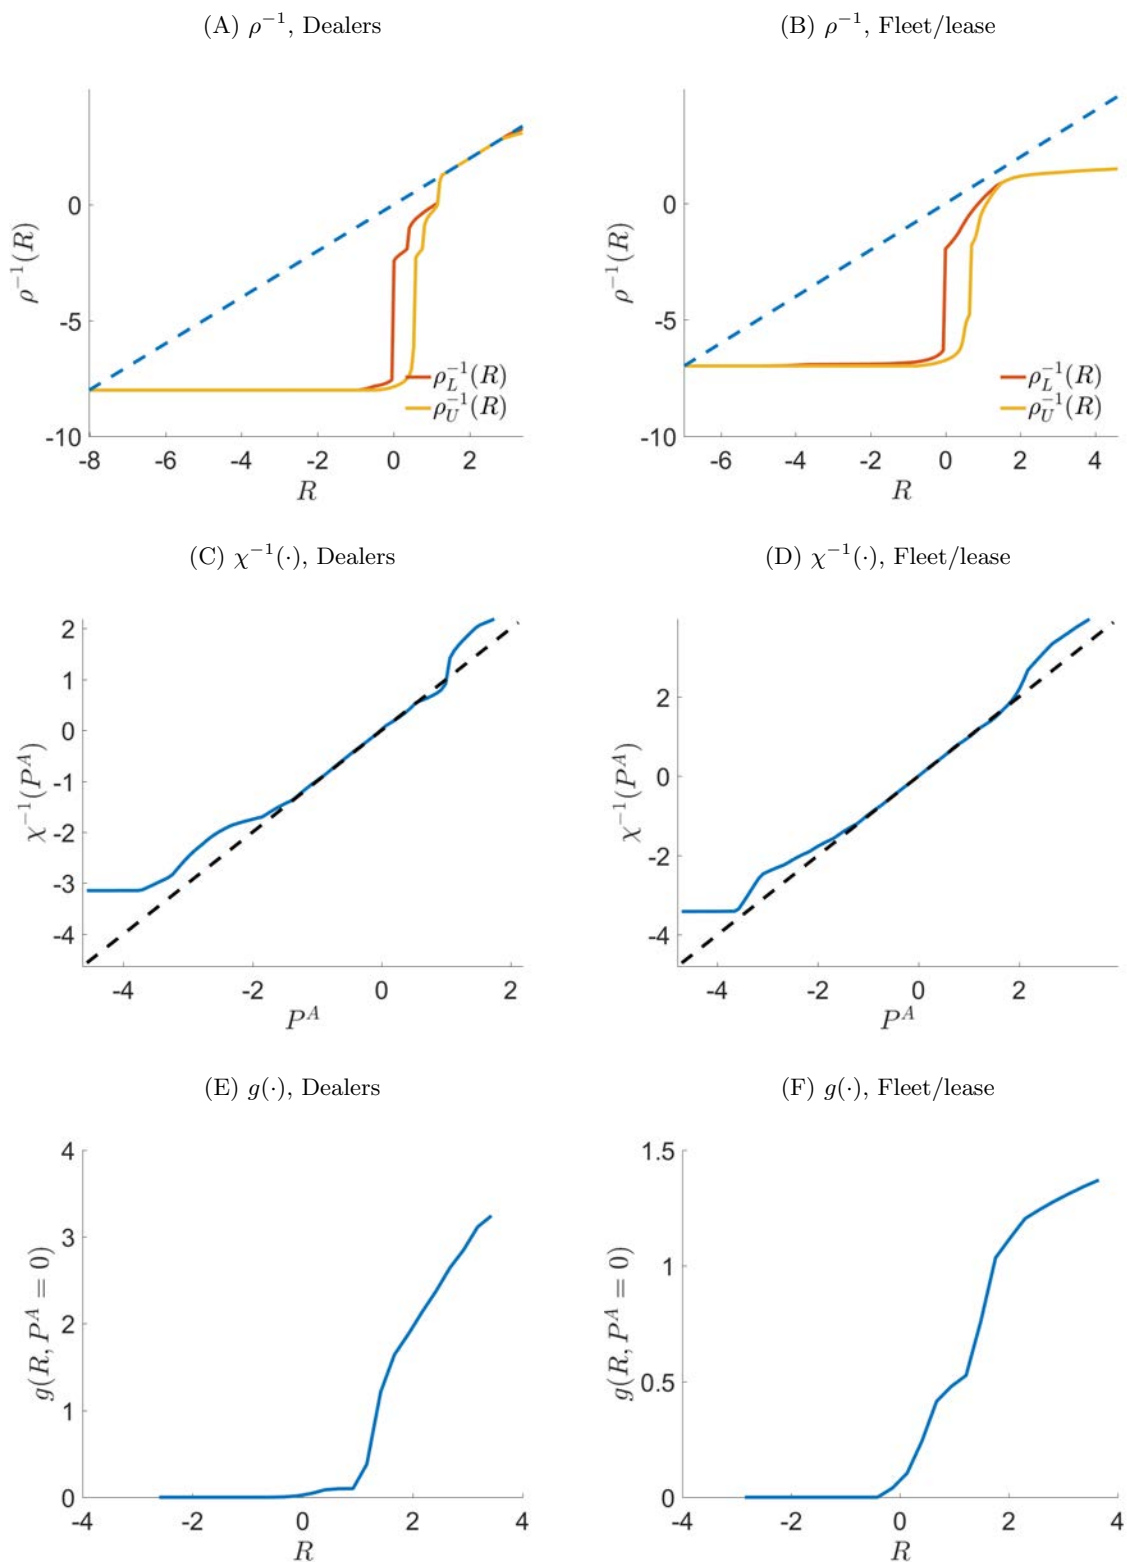 (A) ρ⁻¹, Dealers
(B) ρ⁻¹, Fleet/lease
ρ⁻¹(R)
0
-5
-10
-8
-6
-4
-2
0
2
R
ρ_L⁻¹(R)
ρ_U⁻¹(R)
ρ⁻¹(R)
0
-5
-10
-6
-4
-2
0
2
4
R
ρ_L⁻¹(R)
ρ_U⁻¹(R)
(C) χ⁻¹(·), Dealers
(D) χ⁻¹(·), Fleet/lease
χ⁻¹(P^A)
2
1
0
-1
-2
-3
-4
-4
-2
0
2
P^A
χ⁻¹(P^A)
2
0
-2
-4
-4
-2
0
2
P^A
(E) g(·), Dealers
(F) g(·), Fleet/lease
g(R, P^A = 0)
4
3
2
1
0
-4
-2
0
2
4
R
g(R, P^A = 0)
1.5
1
0.5
0
-4
-2
0
2
4
R